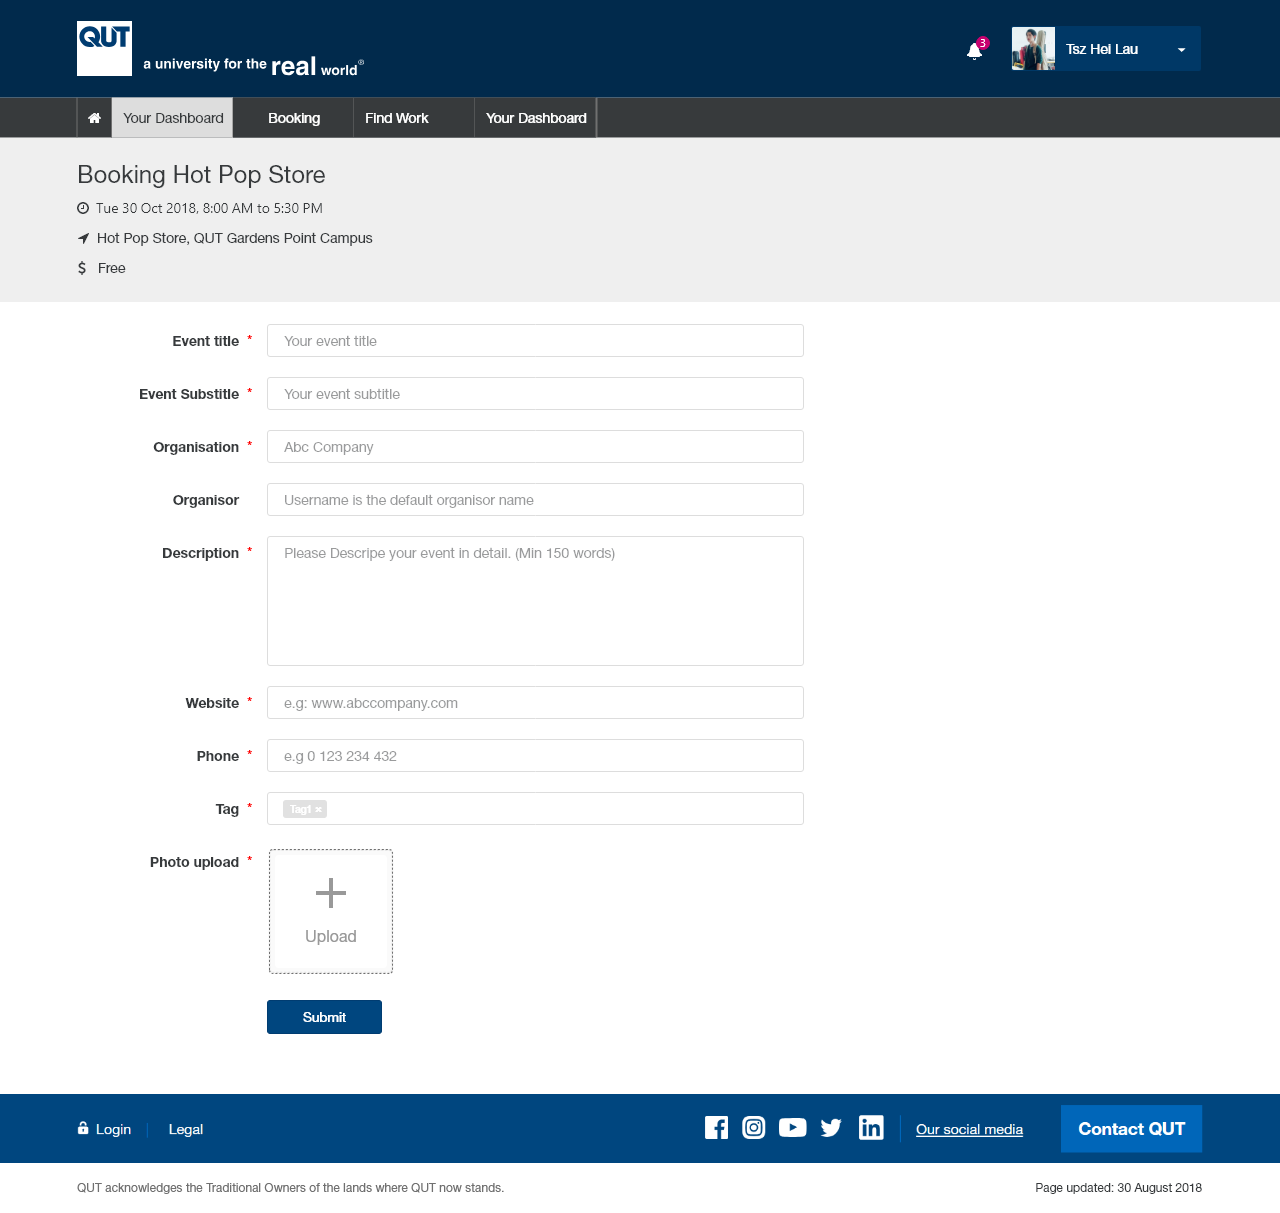 QUT
a university for the real world®
3
Tsz Hei Lau
Your Dashboard
Booking
Find Work
Your Dashboard
Booking Hot Pop Store
Tue 30 Oct 2018, 8:00 AM to 5:30 PM
Hot Pop Store, QUT Gardens Point Campus
$ Free
Event title *
Your event title
Event Substitle *
Your event subtitle
Organisation *
Abc Company
Organisor
Username is the default organisor name
Description *
Please Descripe your event in detail. (Min 150 words)
Website *
e.g: www.abccompany.com
Phone *
e.g 0 123 234 432
Tag *
Tag1 ×
Photo upload *
Upload
Submit
Login
Legal
Our social media
Contact QUT
QUT acknowledges the Traditional Owners of the lands where QUT now stands.
Page updated: 30 August 2018